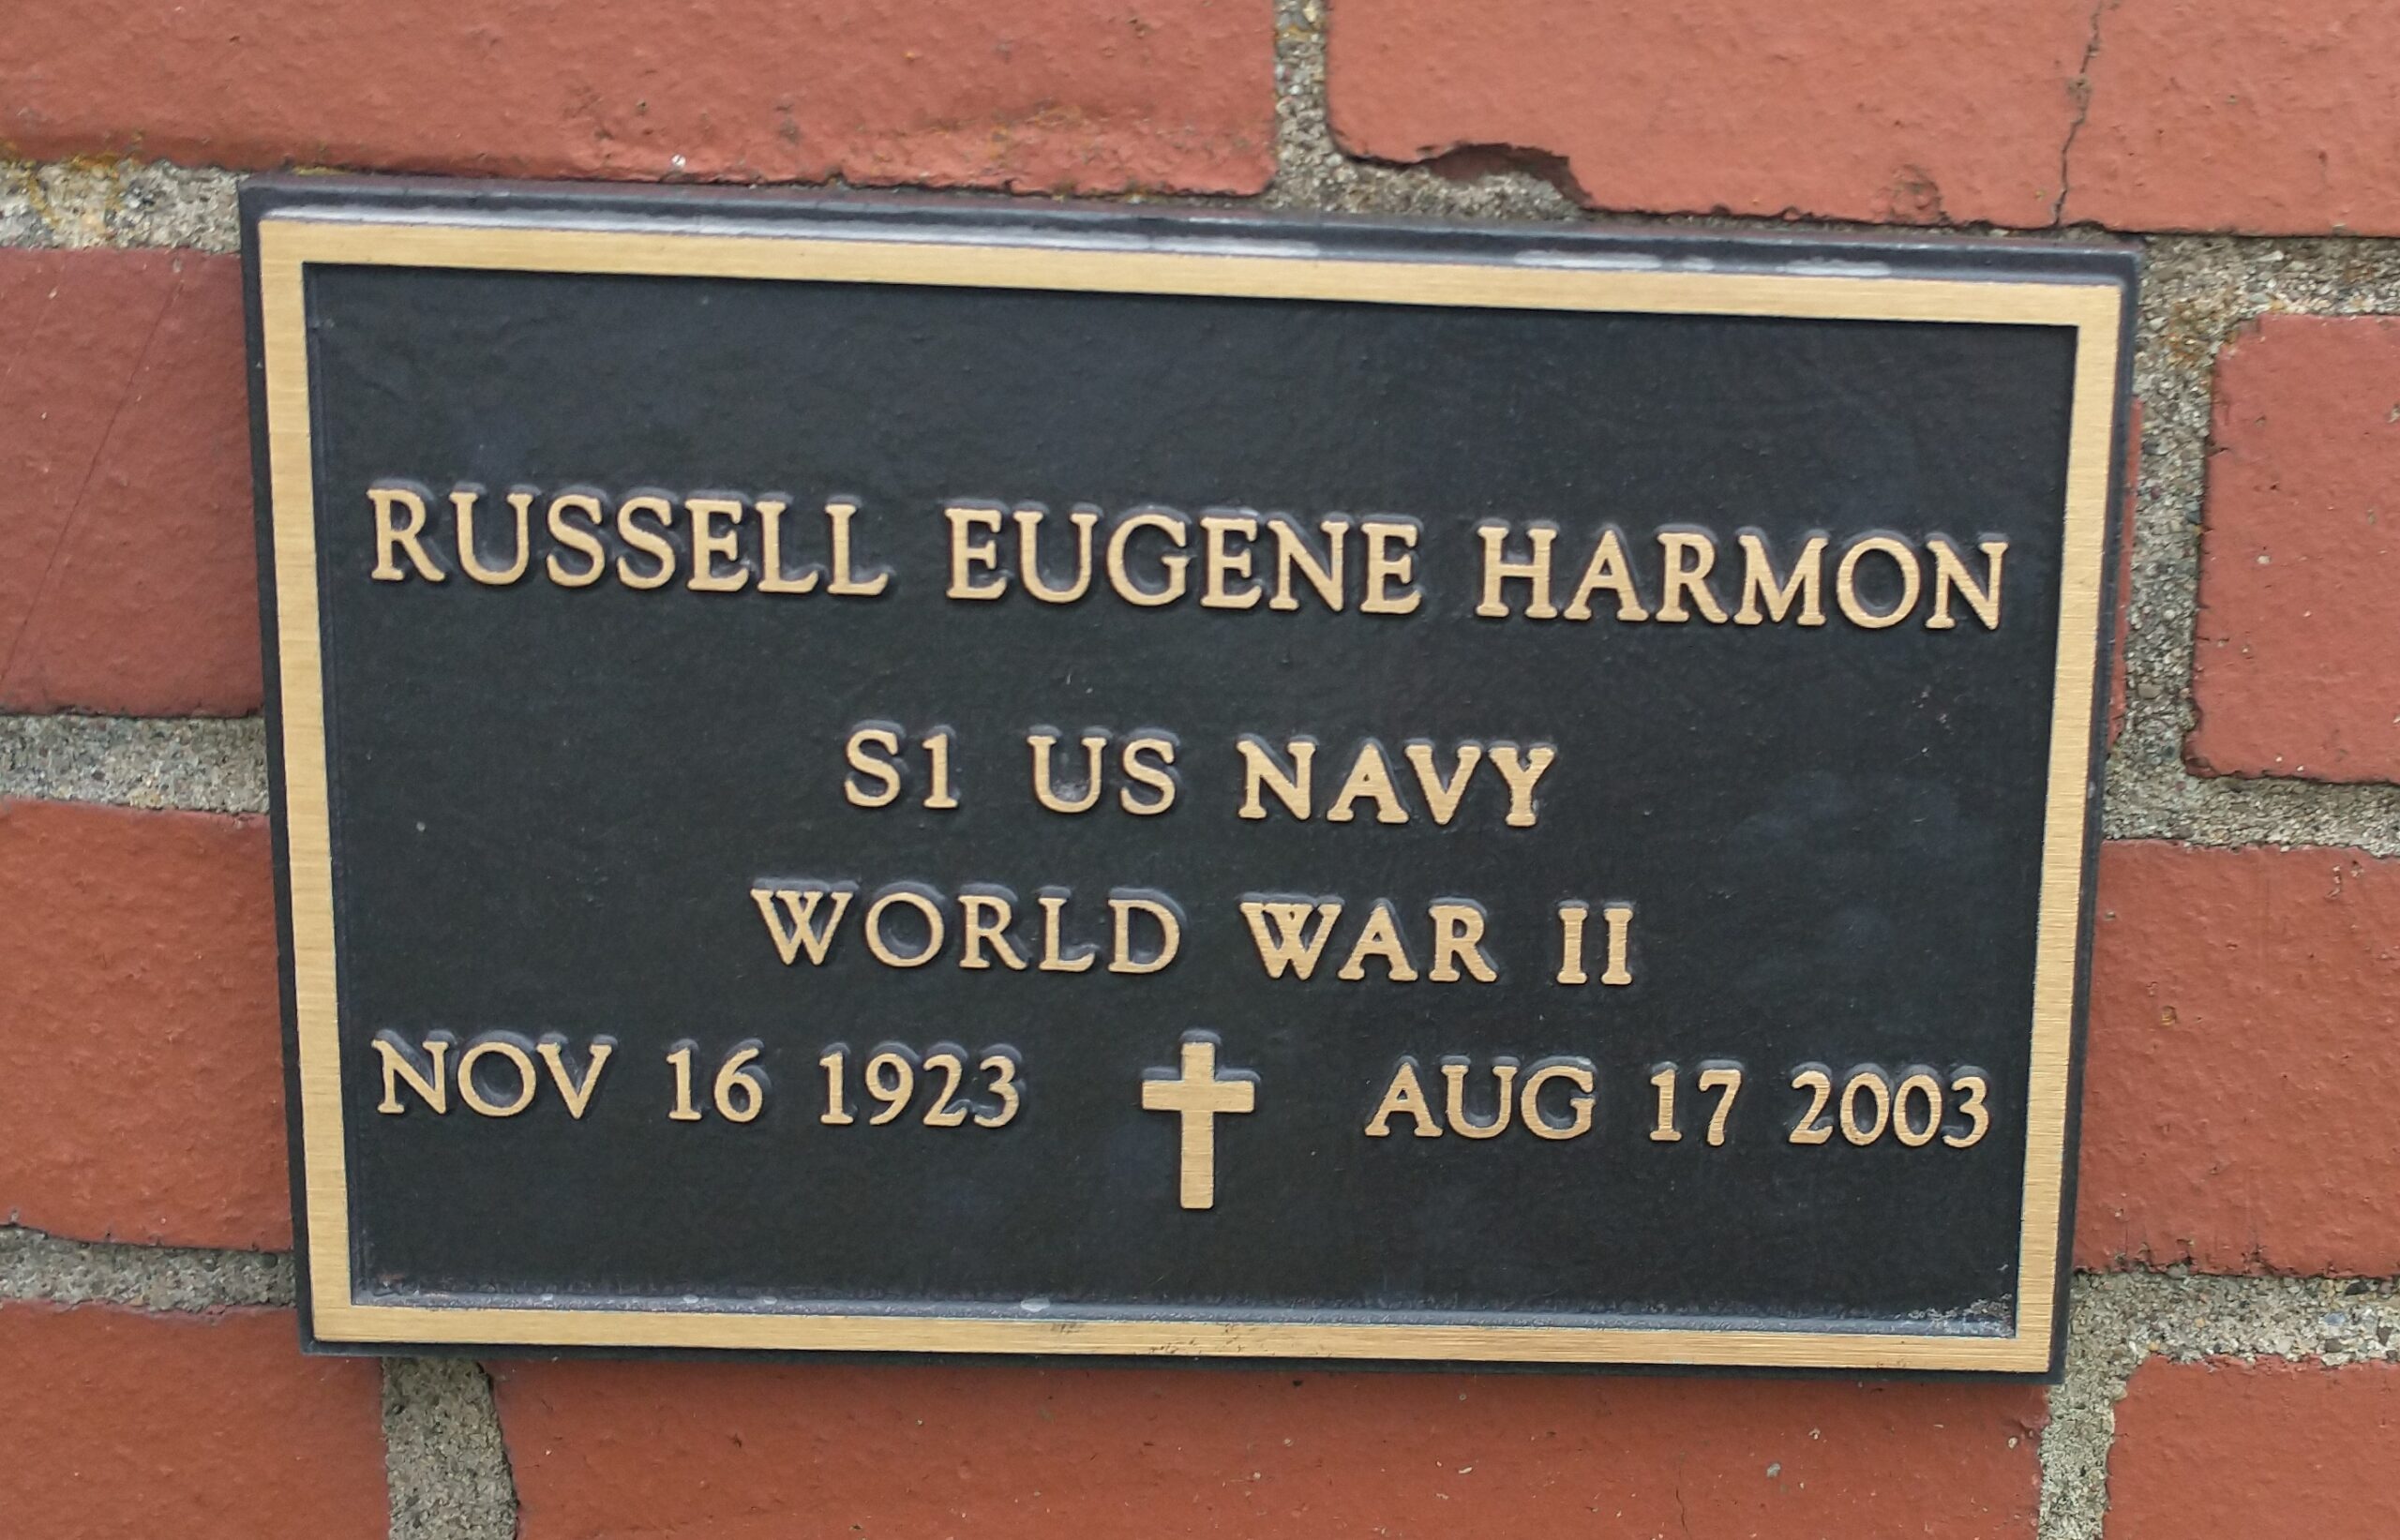 RUSSELL EUGENE HARMON
S1 US NAVY
WORLD WAR II
NOV 16 1923 AUG 17 2003